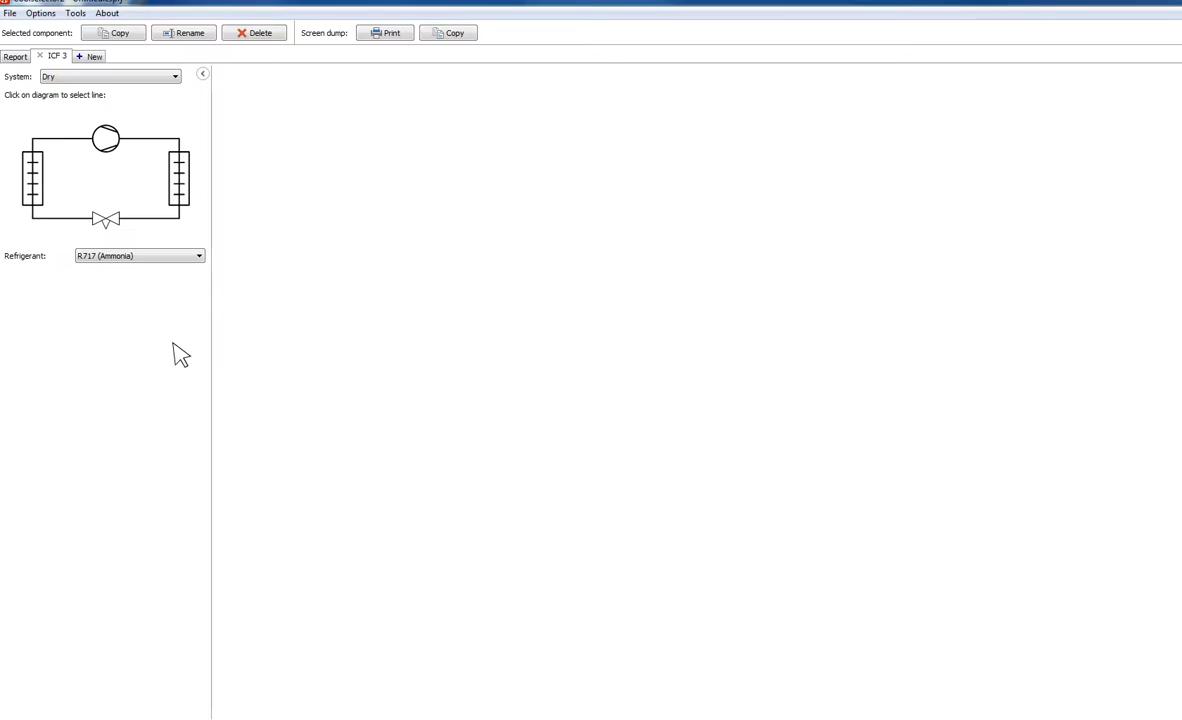 File Options Tools About
Selected component: Copy Rename Delete Screen dump: Print Copy
Report ICF 3 New
System: Dry
Click on diagram to select line:
Refrigerant: R717 (Ammonia)